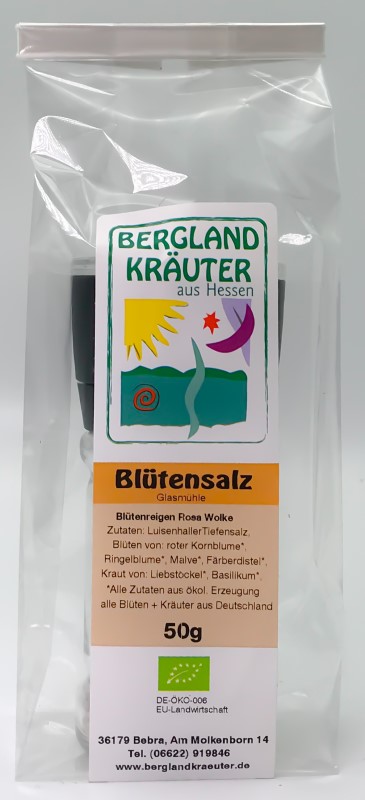 BERGLAND
KRÄUTER
aus Hessen
Blütensalz
Glasmühle
Blütenreigen Rosa Wolke
Zutaten: LuisenhallerTiefensalz,
Blüten von: roter Kornblume*,
Ringelblume*, Malve*, Färberdistel*,
Kraut von: Liebstöckel*, Basilikum*,
*Alle Zutaten aus ökol. Erzeugung
alle Blüten + Kräuter aus Deutschland
50g
DE-ÖKO-006
EU-Landwirtschaft
36179 Bebra, Am Molkenborn 14
Tel. (06622) 919846
www.berglandkraeuter.de